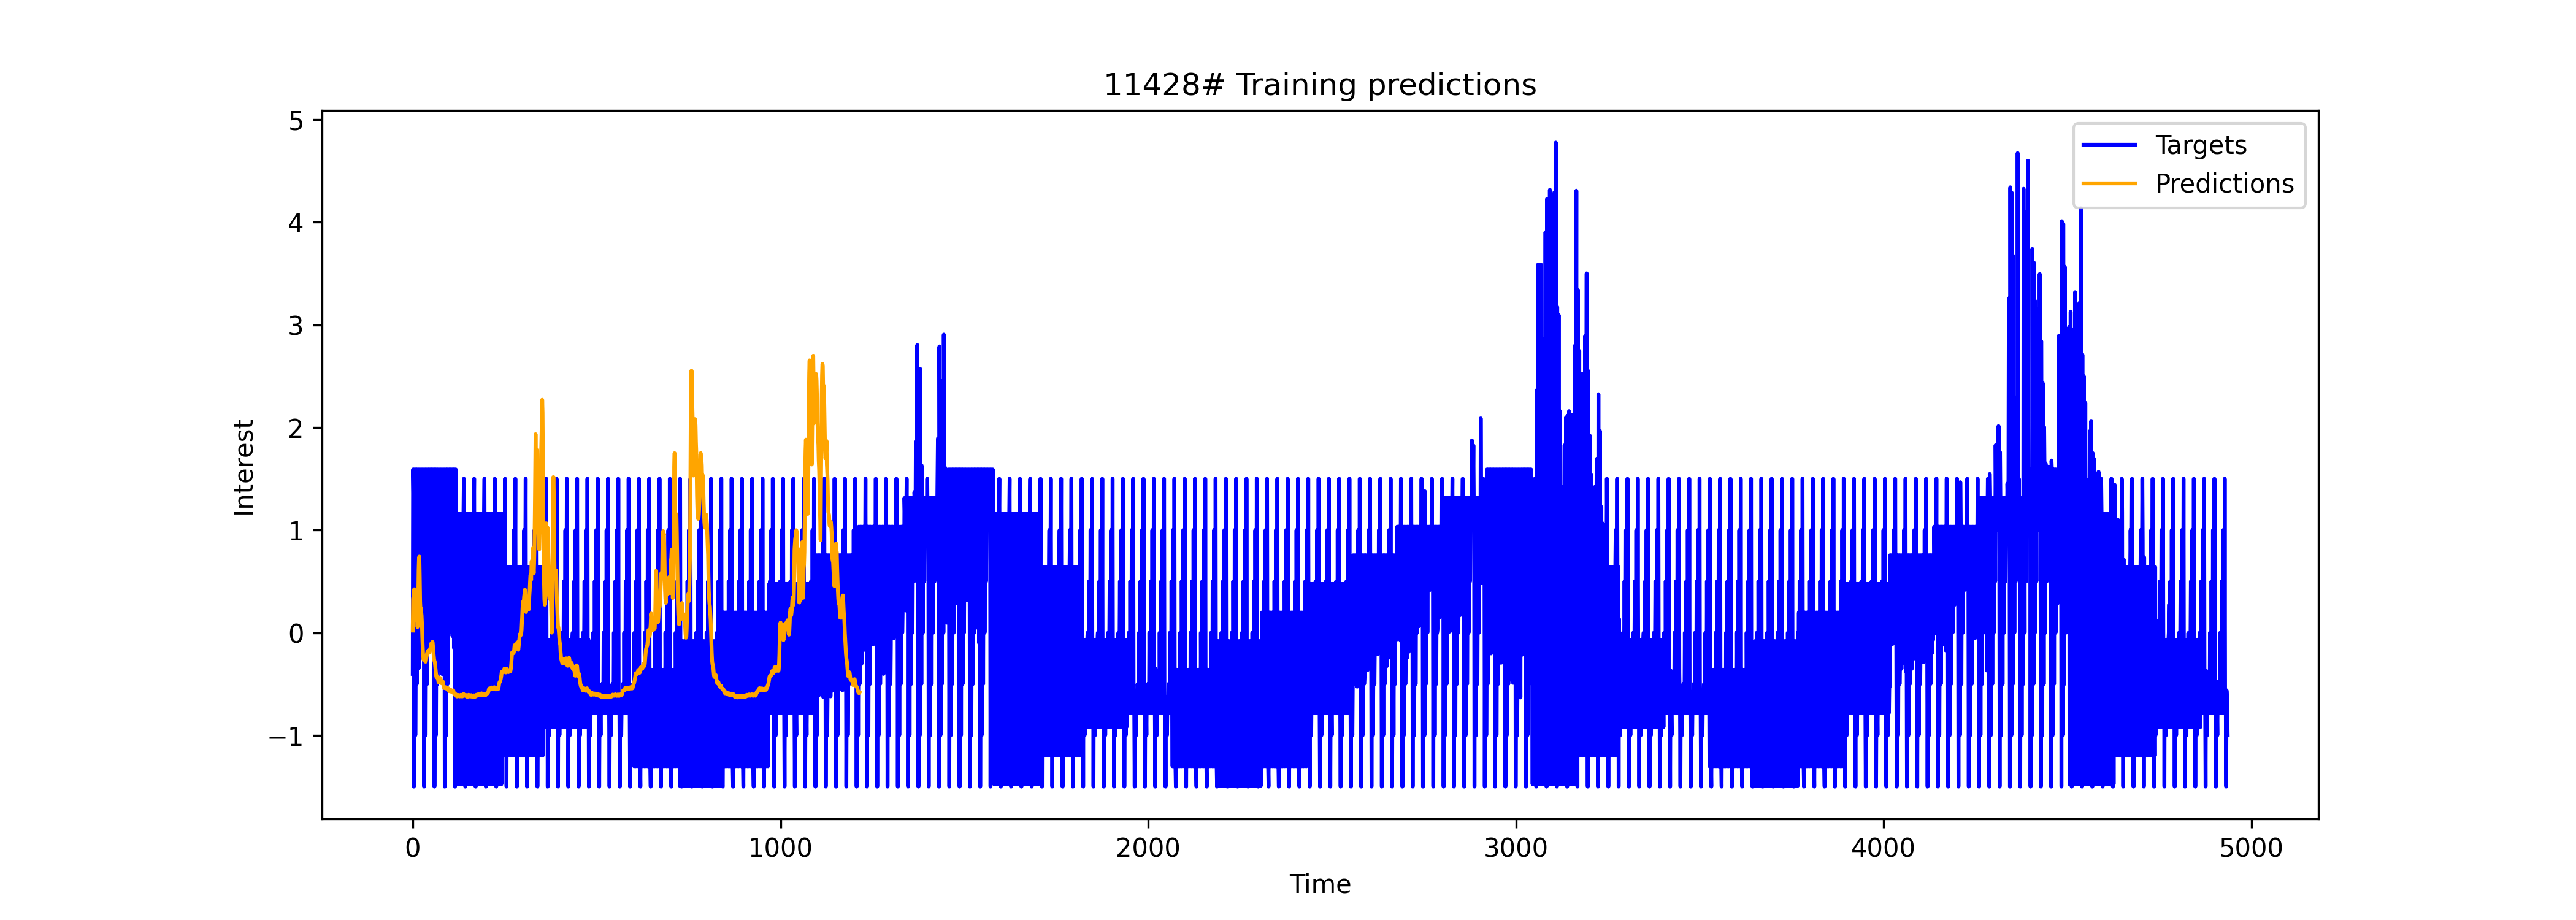 11428# Training predictions
5
4
3
2
1
0
−1
Interest
Targets
Predictions
0 1000 2000 3000 4000 5000
Time